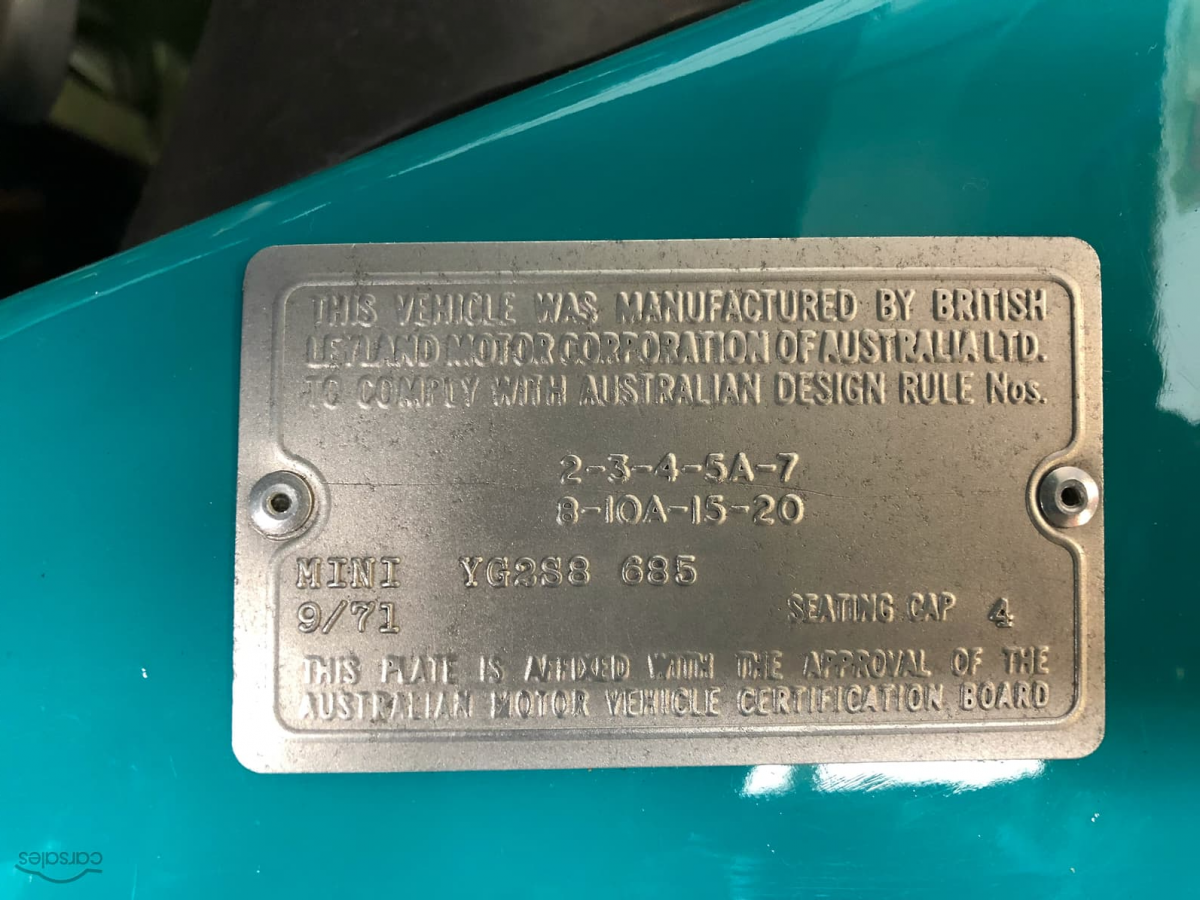 THIS VEHICLE WAS MANUFACTURED BY BRITISH
LEYLAND MOTOR CORPORATION OF AUSTRALIA LTD.
TO COMPLY WITH AUSTRALIAN DESIGN RULE Nos.
2-3-4-5A-7
8-10A-15-20
MINI YG2S8 685
9/71 SEATING CAP 4
THIS PLATE IS AFFIXED WITH THE APPROVAL OF THE
AUSTRALIAN MOTOR VEHICLE CERTIFICATION BOARD
carsales